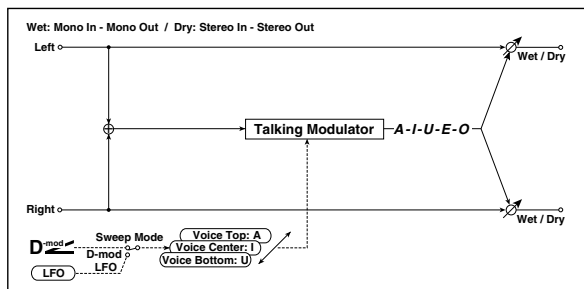 Wet: Mono In - Mono Out / Dry: Stereo In - Stereo Out
Left
Wet / Dry
Talking Modulator
A-I-U-E-O
Right
Wet / Dry
D-mod
Sweep Mode
D-mod
LFO
LFO
Voice Top: A
Voice Center: I
Voice Bottom: U